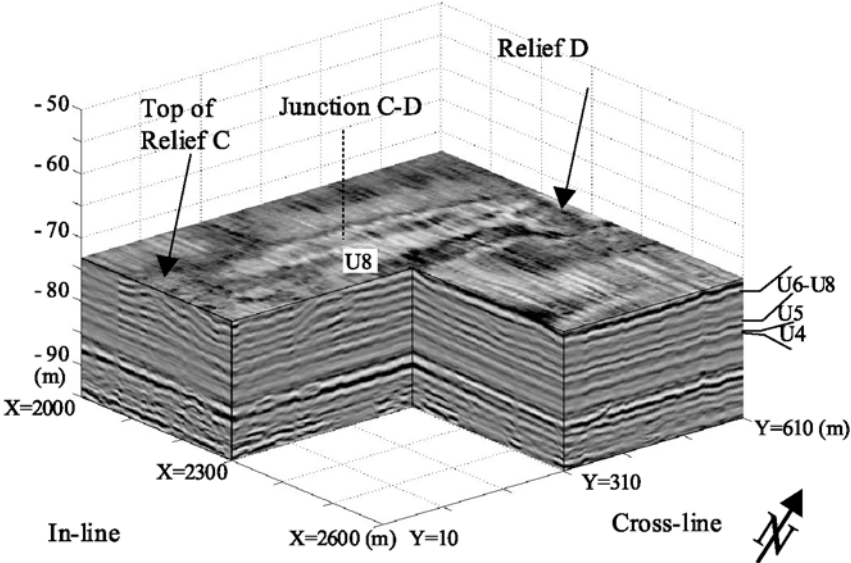 Relief D
- 50
Top of
Relief C
Junction C-D
- 60
- 70
U8
- 80
U6-U8
U5
U4
- 90
(m)
X=2000
Y=610 (m)
X=2300
Y=310
In-line
X=2600 (m)
Y=10
Cross-line
N